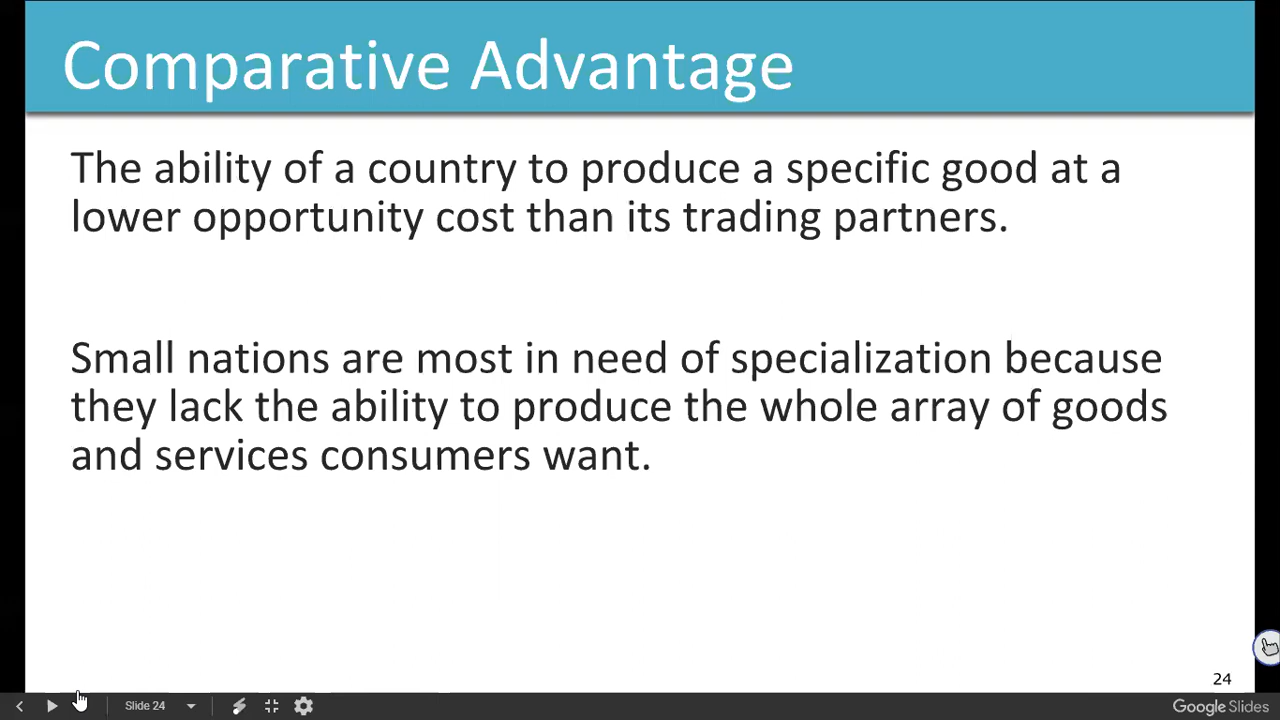 Comparative Advantage
The ability of a country to produce a specific good at a
lower opportunity cost than its trading partners.
Small nations are most in need of specialization because
they lack the ability to produce the whole array of goods
and services consumers want.
24
Slide 24
Google Slides